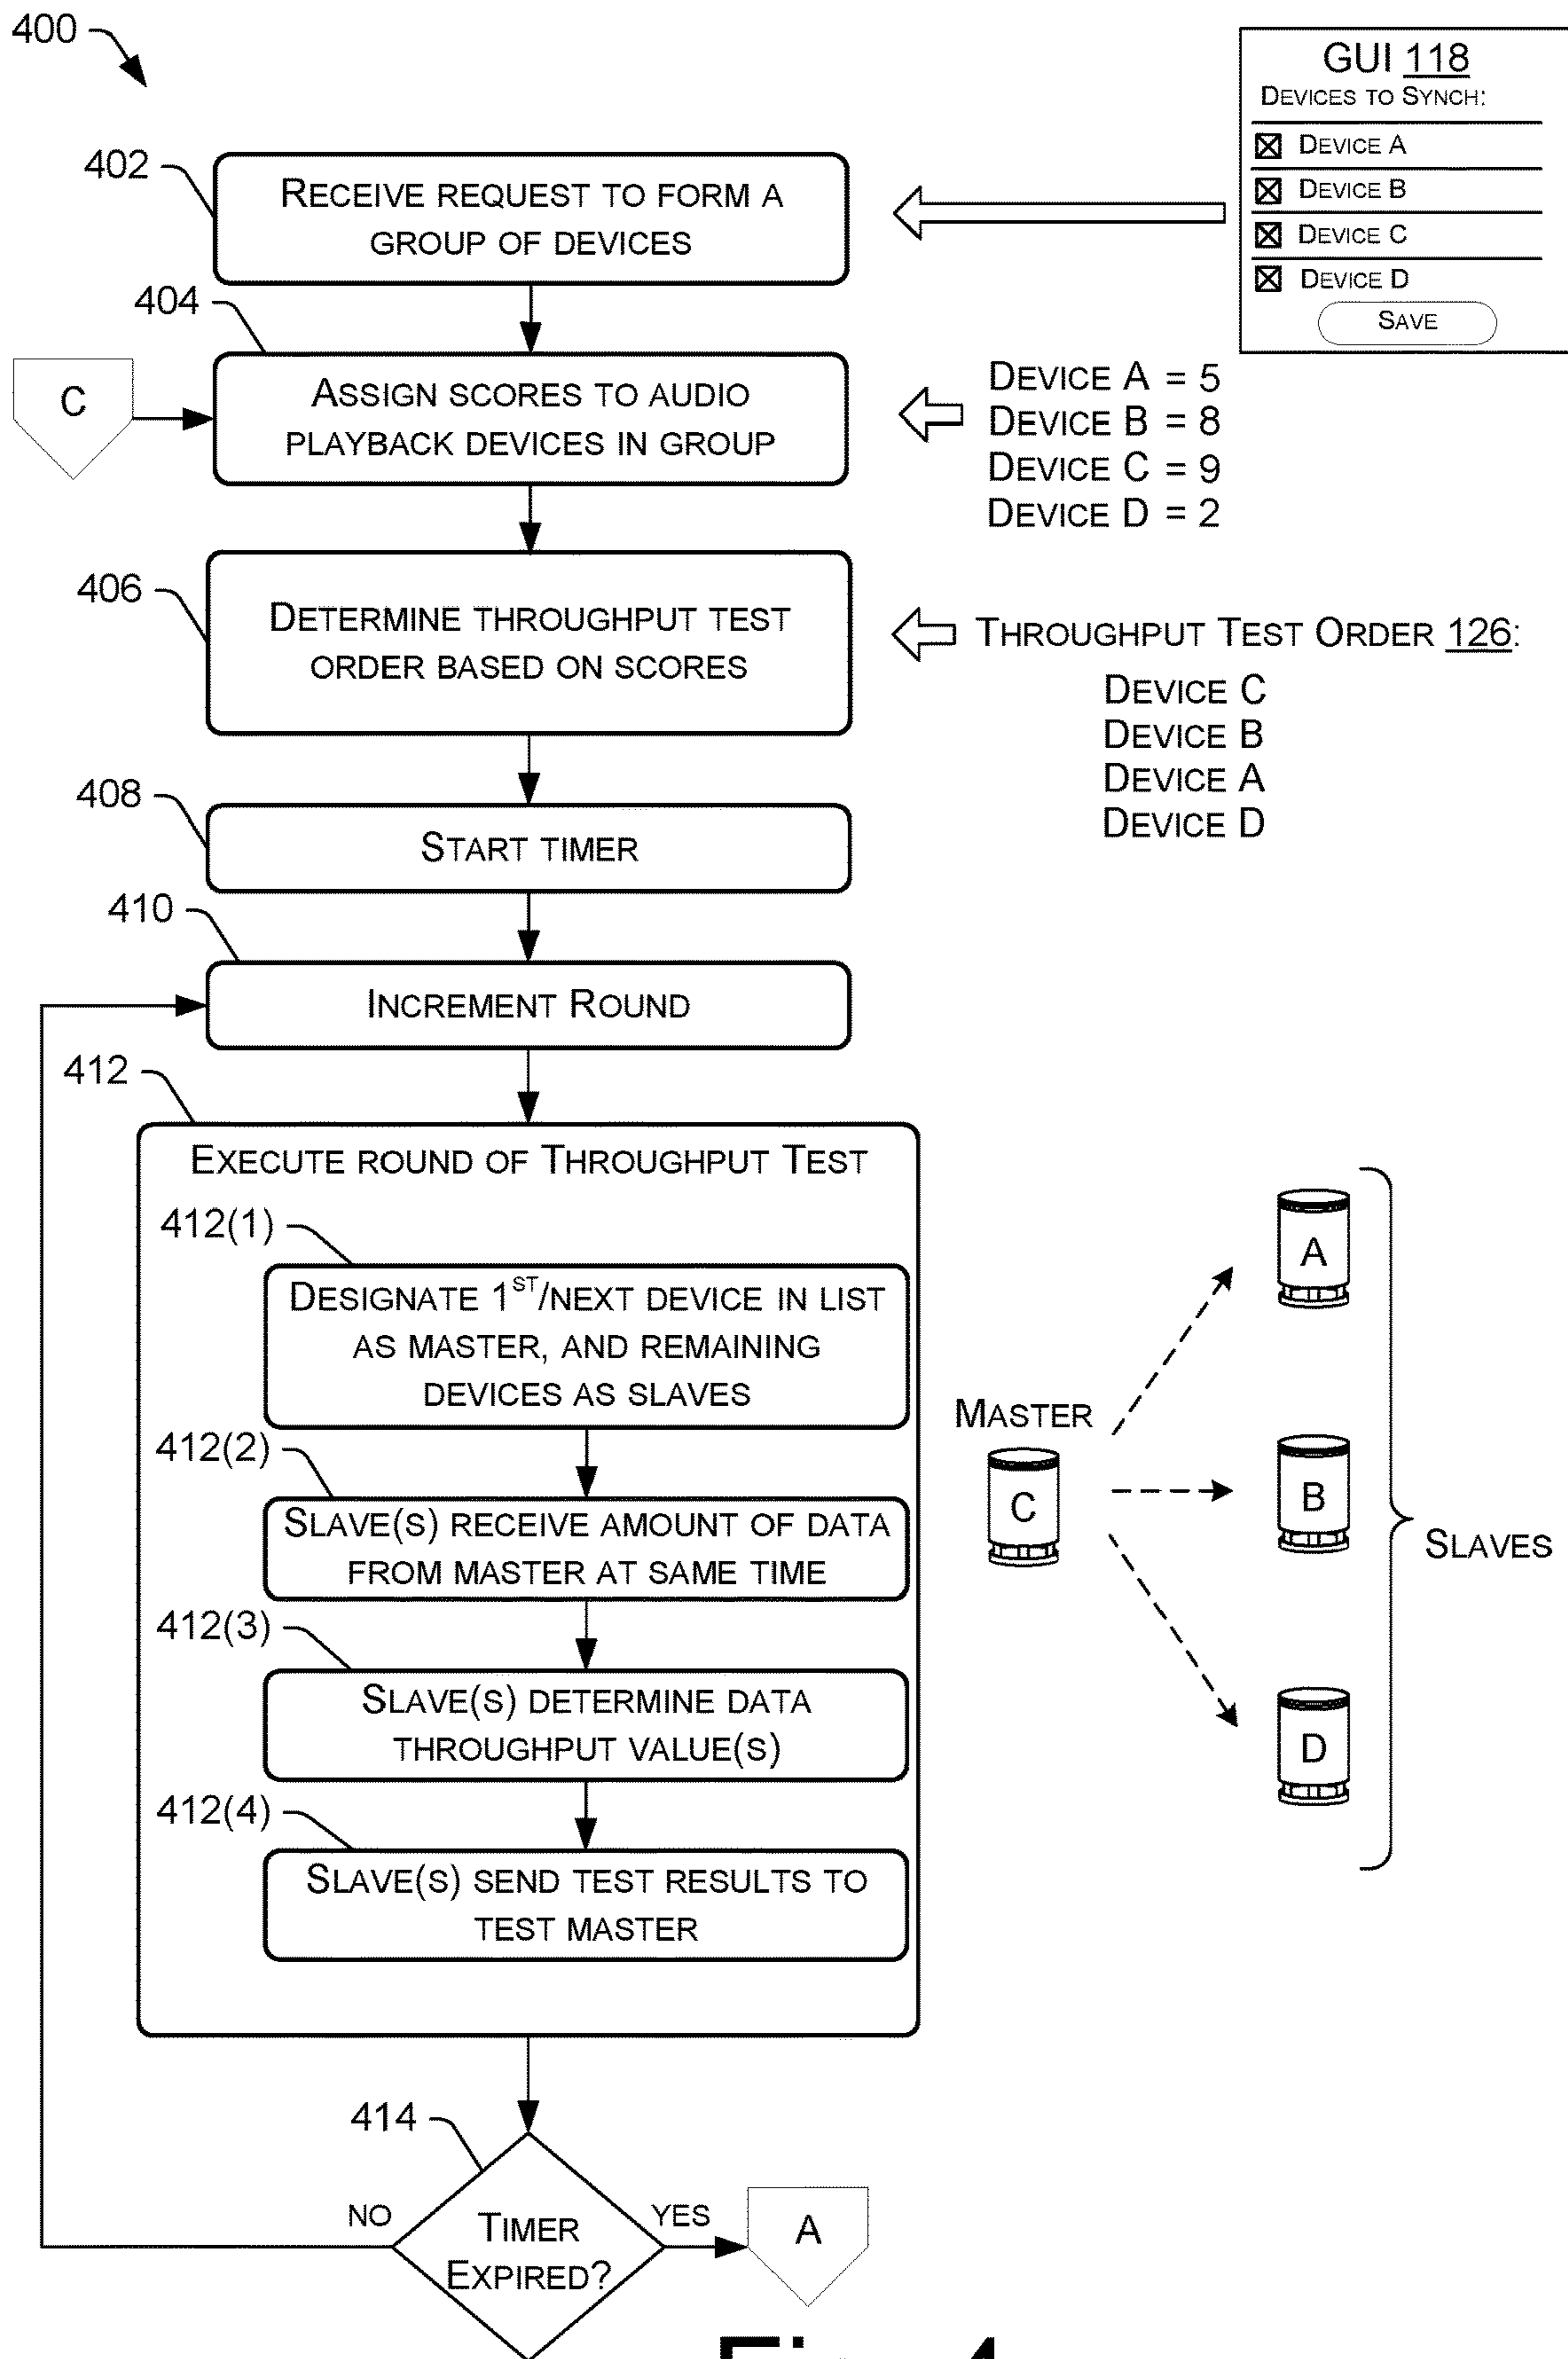 400
GUI 118
DEVICES TO SYNCH:
DEVICE A
DEVICE B
DEVICE C
DEVICE D
SAVE
402
RECEIVE REQUEST TO FORM A
GROUP OF DEVICES
404
C
ASSIGN SCORES TO AUDIO
PLAYBACK DEVICES IN GROUP
DEVICE A = 5
DEVICE B = 8
DEVICE C = 9
DEVICE D = 2
406
DETERMINE THROUGHPUT TEST
ORDER BASED ON SCORES
THROUGHPUT TEST ORDER 126:
DEVICE C
DEVICE B
DEVICE A
DEVICE D
408
START TIMER
410
INCREMENT ROUND
412
EXECUTE ROUND OF THROUGHPUT TEST
412(1)
DESIGNATE 1ST/NEXT DEVICE IN LIST
AS MASTER, AND REMAINING
DEVICES AS SLAVES
412(2)
SLAVE(S) RECEIVE AMOUNT OF DATA
FROM MASTER AT SAME TIME
412(3)
SLAVE(S) DETERMINE DATA
THROUGHPUT VALUE(S)
412(4)
SLAVE(S) SEND TEST RESULTS TO
TEST MASTER
MASTER
C
A
B
D
SLAVES
414
NO
TIMER
EXPIRED?
YES
A